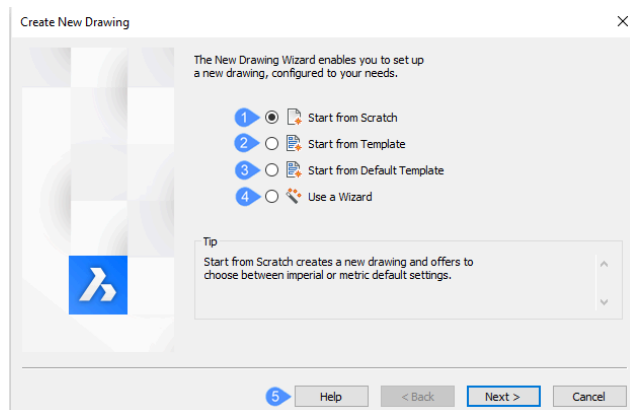 Create New Drawing
The New Drawing Wizard enables you to set up
a new drawing, configured to your needs.
1 Start from Scratch
2 Start from Template
3 Start from Default Template
4 Use a Wizard
Tip
Start from Scratch creates a new drawing and offers to
choose between imperial or metric default settings.
5 Help < Back Next > Cancel